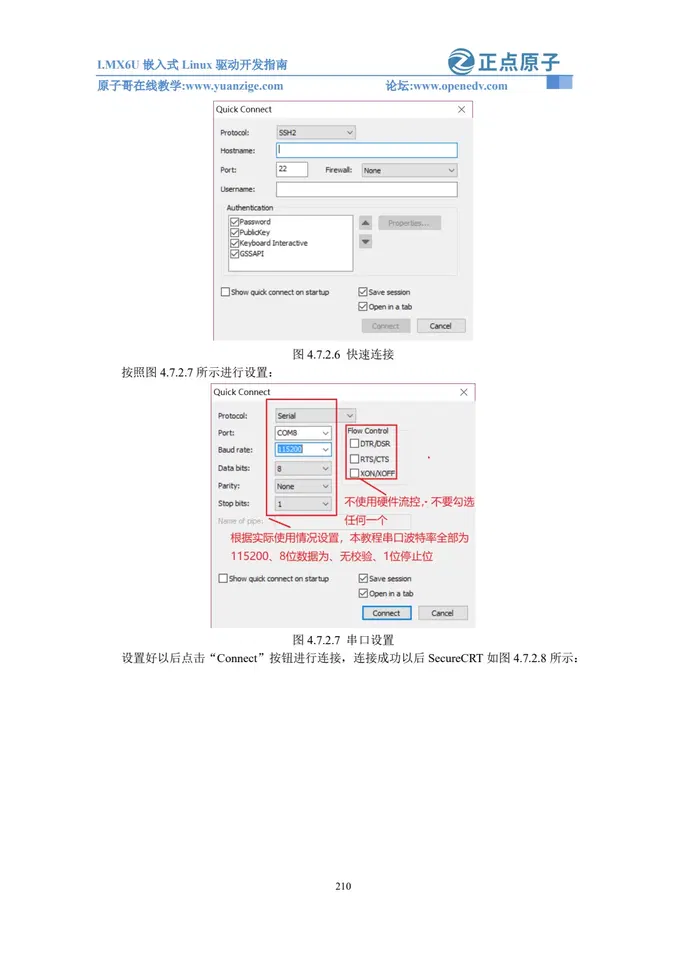 I.MX6U 嵌入式 Linux 驱动开发指南
正点原子
原子哥在线教学:www.yuanzige.com 论坛:www.openedv.com
Quick Connect
Protocol: SSH2
Hostname:
Port: 22 Firewall: None
Username:
Authentication
Password
PublicKey
Keyboard Interactive
GSSAPI
Properties...
Show quick connect on startup Save session
Open in a tab
Connect Cancel
图 4.7.2.6 快速连接
按照图 4.7.2.7 所示进行设置：
Quick Connect
Protocol: Serial
Port: COM8
Baud rate: 115200
Data bits: 8
Parity: None
Stop bits: 1
Name of pipe:
Flow Control
DTR/DSR
RTS/CTS
XON/XOFF
不使用硬件流控，不要勾选
任何一个
根据实际使用情况设置，本教程串口波特率全部为
115200、8位数据为、无校验、1位停止位
Show quick connect on startup Save session
Open in a tab
Connect Cancel
图 4.7.2.7 串口设置
设置好以后点击“Connect”按钮进行连接，连接成功以后 SecureCRT 如图 4.7.2.8 所示：
210